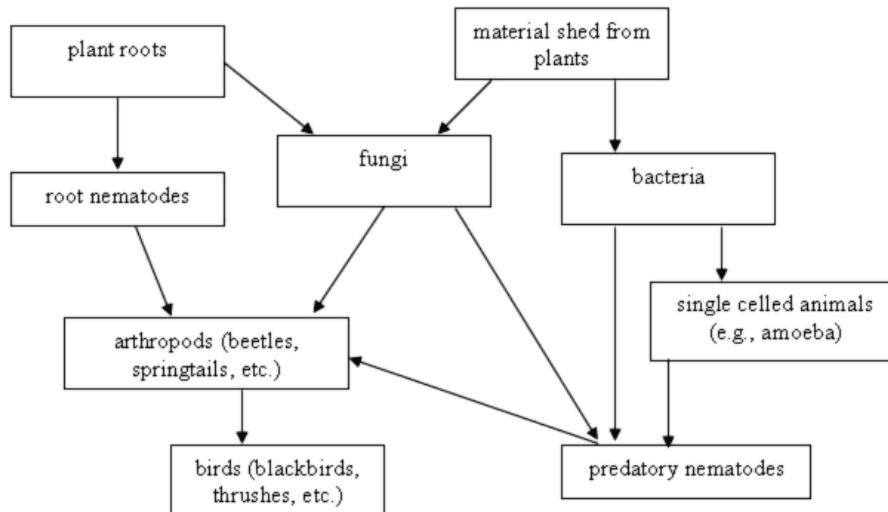 plant roots
material shed from
plants
fungi
bacteria
root nematodes
single celled animals
(e.g., amoeba)
arthropods (beetles,
springtails, etc.)
birds (blackbirds,
thrushes, etc.)
predatory nematodes